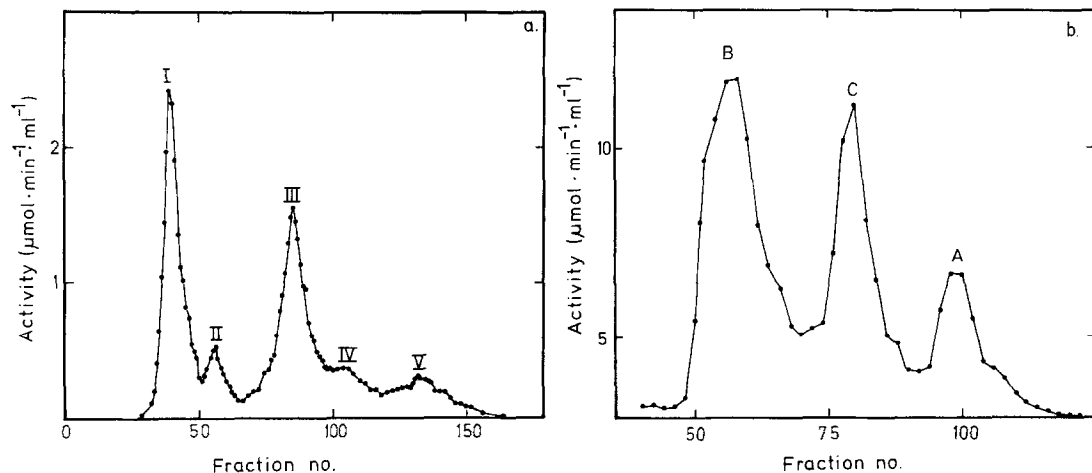 a.
I
II
III
IV
V
2
1
0
50
100
150
Activity (μmol·min⁻¹·ml⁻¹)
Fraction no.
b.
B
C
A
10
5
50
75
100
Activity (μmol·min⁻¹·ml⁻¹)
Fraction no.